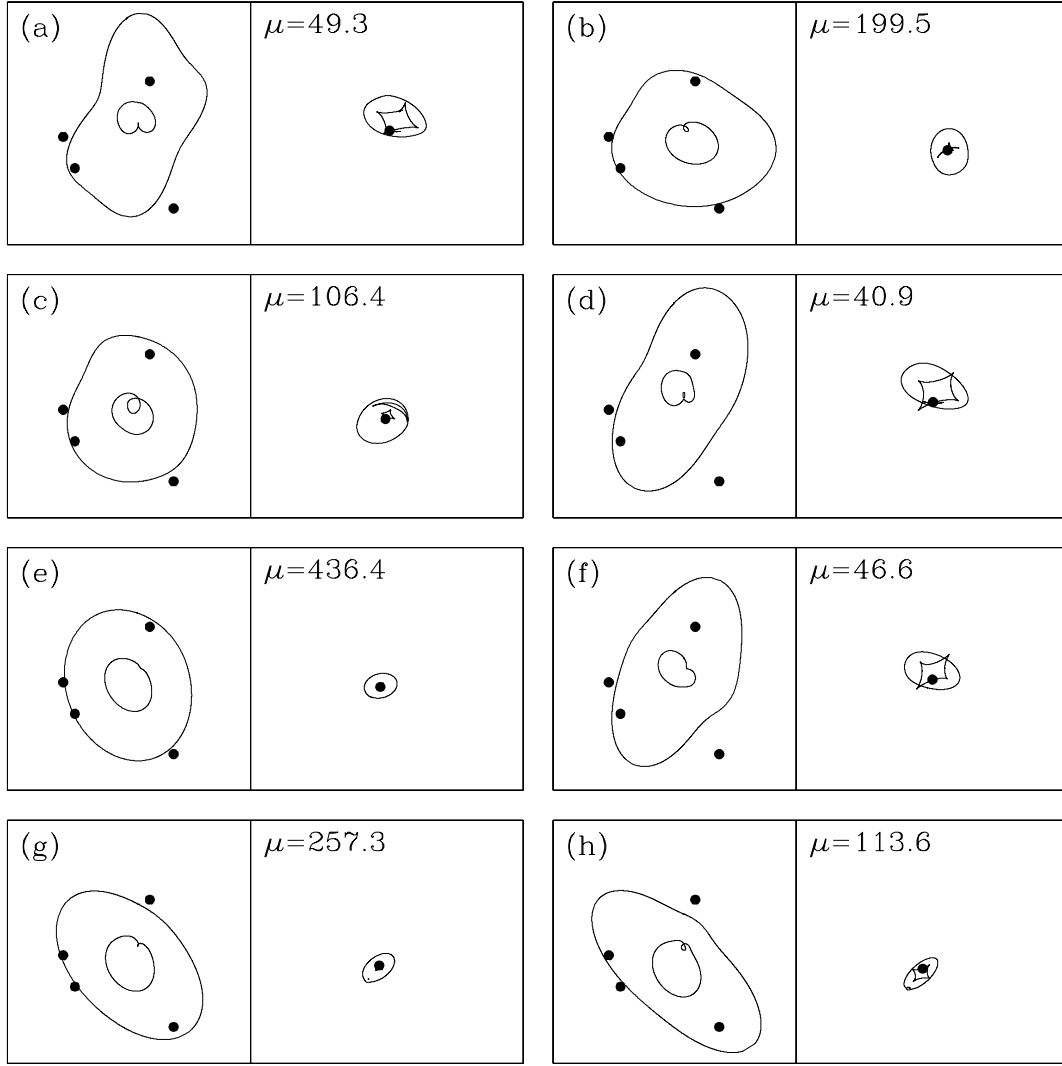 (a) μ=49.3 (b) μ=199.5
(c) μ=106.4 (d) μ=40.9
(e) μ=436.4 (f) μ=46.6
(g) μ=257.3 (h) μ=113.6